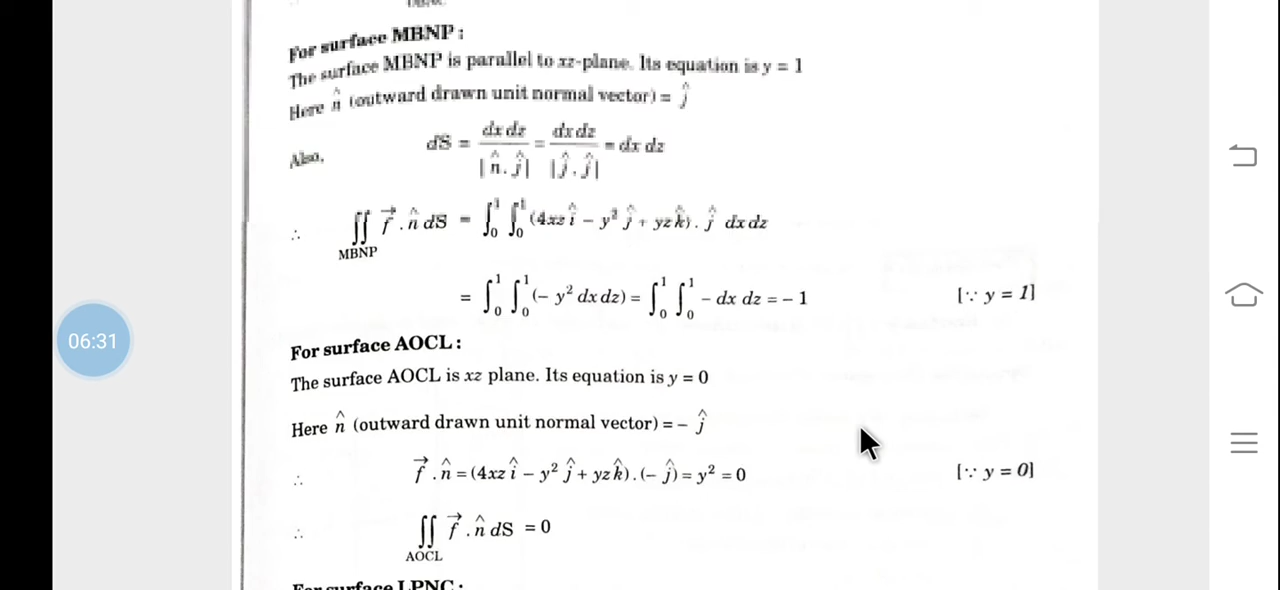 For surface MBNP :
The surface MBNP is parallel to xz-plane. Its equation is y = 1
Here n̂ (outward drawn unit normal vector) = ĵ
Also, dS = dx dz / |n̂ . ĵ| = dx dz / |ĵ . ĵ| = dx dz
∴ ∬_MBNP f⃗ . n̂ dS = ∫₀¹ ∫₀¹ (4xz î − y² ĵ + yz k̂) . ĵ dx dz
= ∫₀¹ ∫₀¹ (− y² dx dz) = ∫₀¹ ∫₀¹ − dx dz = − 1 [∵ y = 1]
06:31
For surface AOCL :
The surface AOCL is xz plane. Its equation is y = 0
Here n̂ (outward drawn unit normal vector) = − ĵ
∴ f⃗ . n̂ = (4xz î − y² ĵ + yz k̂) . (− ĵ) = y² = 0 [∵ y = 0]
∴ ∬_AOCL f⃗ . n̂ dS = 0
For surface LPNC :